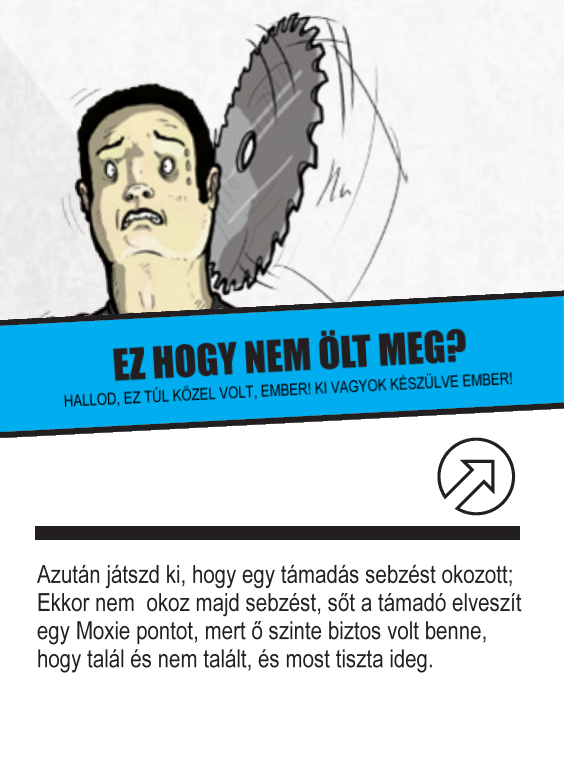 EZ HOGY NEM ÖLT MEG?
HALLOD, EZ TÚL KÖZEL VOLT, EMBER! KI VAGYOK KÉSZÜLVE EMBER!
Azután játszd ki, hogy egy támadás sebzést okozott;
Ekkor nem  okoz majd sebzést, sőt a támadó elveszít
egy Moxie pontot, mert ő szinte biztos volt benne,
hogy talál és nem talált, és most tiszta ideg.